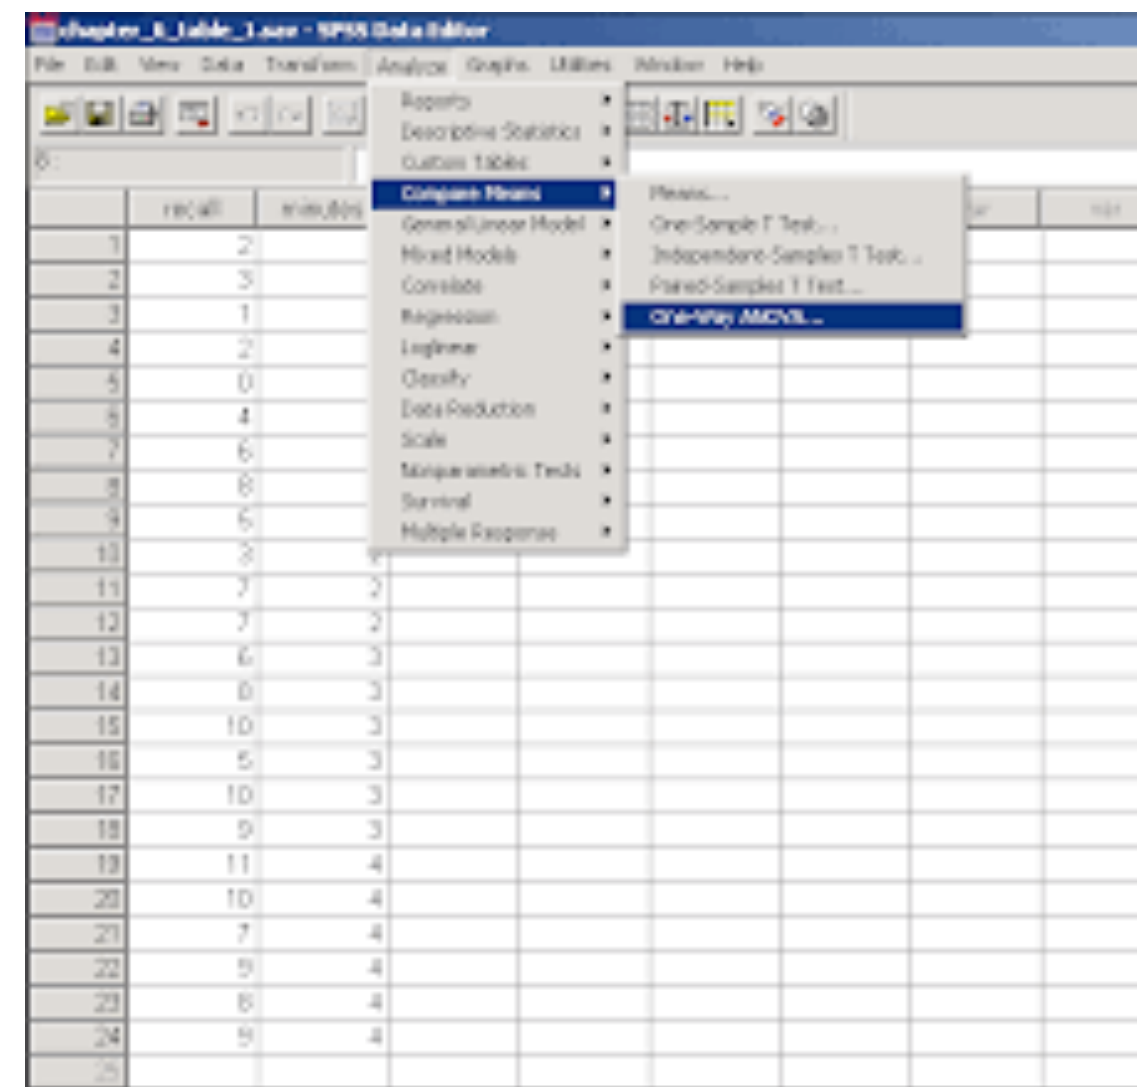 chapter_6_table_1.sav - SPSS Data Editor
File Edit View Data Transform Analyze Graphs Utilities Window Help
Reports
Descriptive Statistics
Custom Tables
Compare Means
General Linear Model
Mixed Models
Correlate
Regression
Loglinear
Classify
Data Reduction
Scale
Nonparametric Tests
Survival
Multiple Response
Means...
One-Sample T Test...
Independent-Samples T Test...
Paired-Samples T Test...
One-Way ANOVA...
recall minutes var
1 2
2 3
3 1
4 2
5 0
6 4
7 6
8
9
10 3
11 7 2
12 7 2
13 6 3
14 3
15 10 3
16 5 3
17 10 3
18 9 3
19 11 4
20 10 4
21 7 4
22 9 4
23 4
24 9 4
25